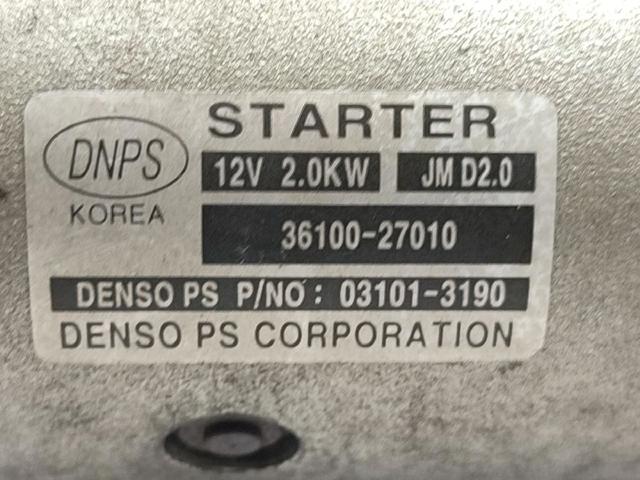 STARTER
DNPS
KOREA
12V 2.0KW JM D2.0
36100-27010
DENSO PS P/NO : 03101-3190
DENSO PS CORPORATION